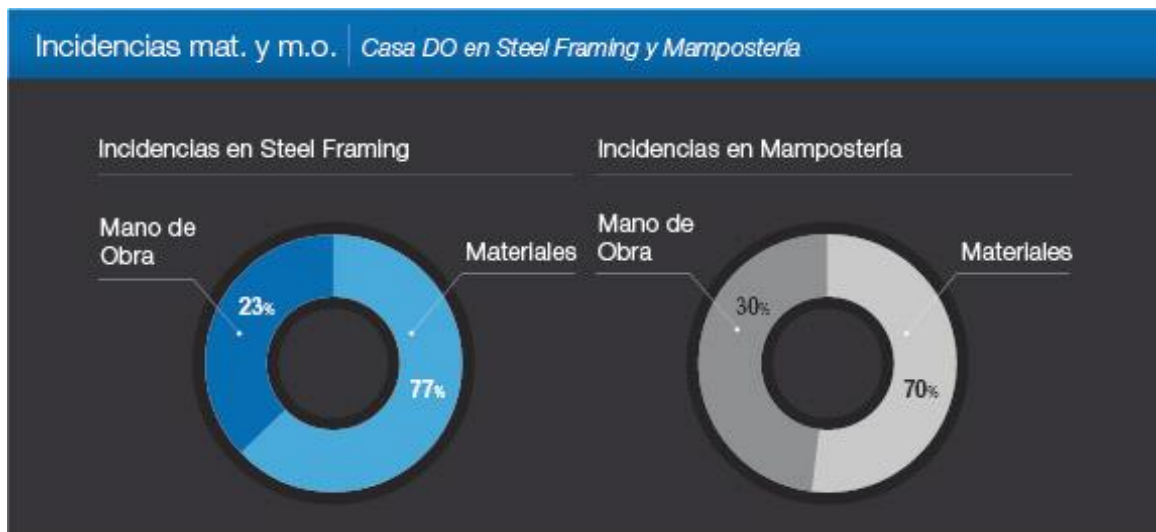 Incidencias mat. y m.o. | Casa DO en Steel Framing y Mampostería
Incidencias en Steel Framing
Mano de
Obra
Materiales
23%
77%
Incidencias en Mampostería
Mano de
Obra
Materiales
30%
70%